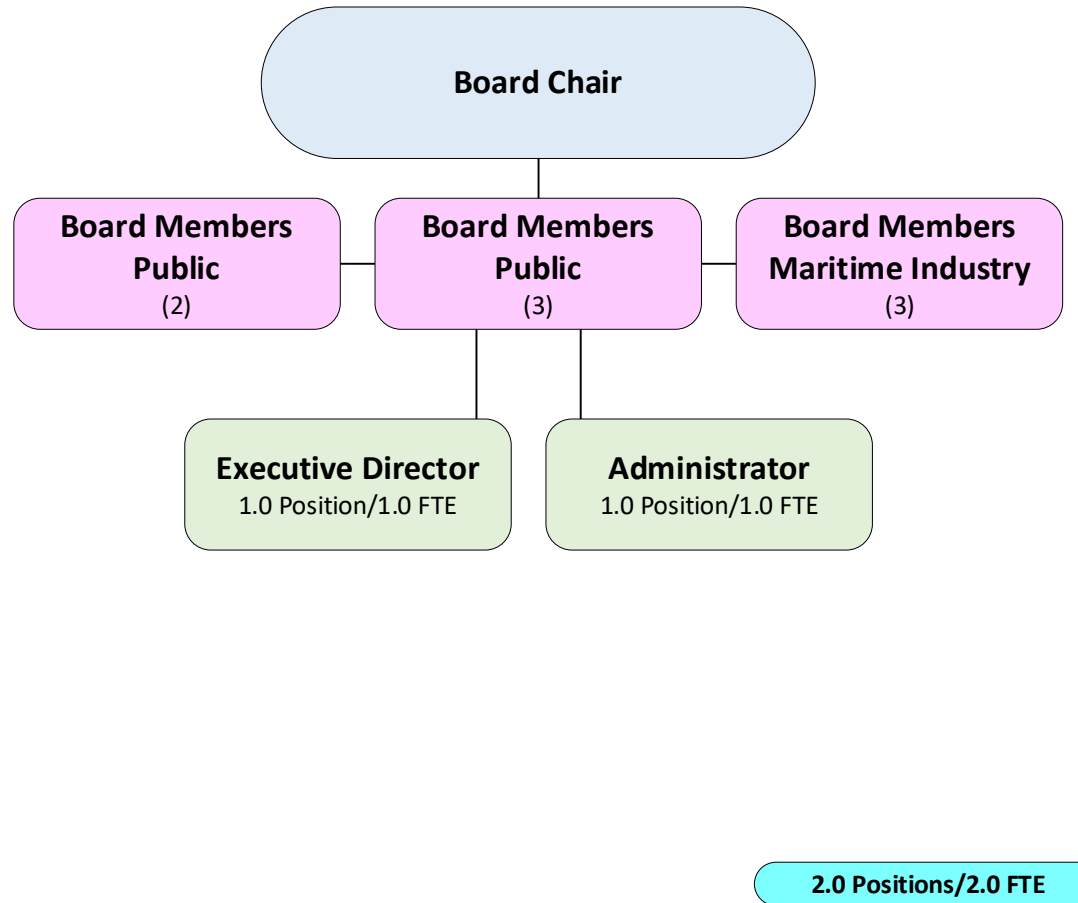 Board Chair
Board Members
Public
(2)
Board Members
Public
(3)
Board Members
Maritime Industry
(3)
Executive Director
1.0 Position/1.0 FTE
Administrator
1.0 Position/1.0 FTE
2.0 Positions/2.0 FTE